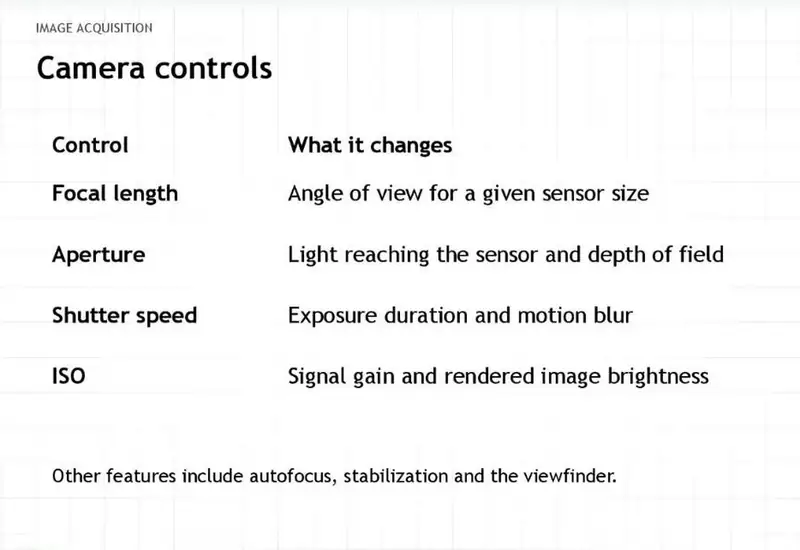 IMAGE ACQUISITION
Camera controls
Control What it changes
Focal length Angle of view for a given sensor size
Aperture Light reaching the sensor and depth of field
Shutter speed Exposure duration and motion blur
ISO Signal gain and rendered image brightness
Other features include autofocus, stabilization and the viewfinder.